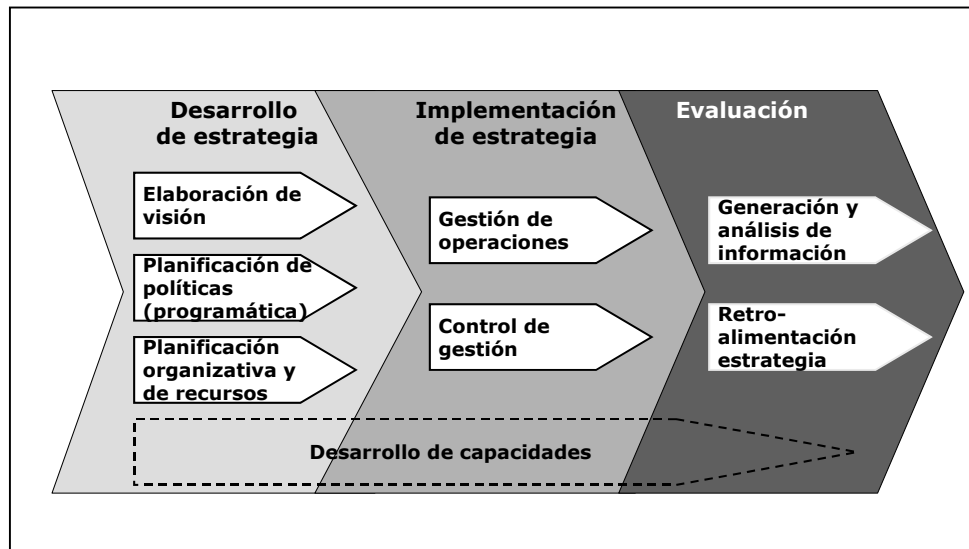 Desarrollo
de estrategia
Elaboración de
visión
Planificación de
políticas
(programática)
Planificación
organizativa y
de recursos
Implementación
de estrategia
Gestión de
operaciones
Control de
gestión
Evaluación
Generación y
análisis de
información
Retro-
alimentación
estrategia
Desarrollo de capacidades